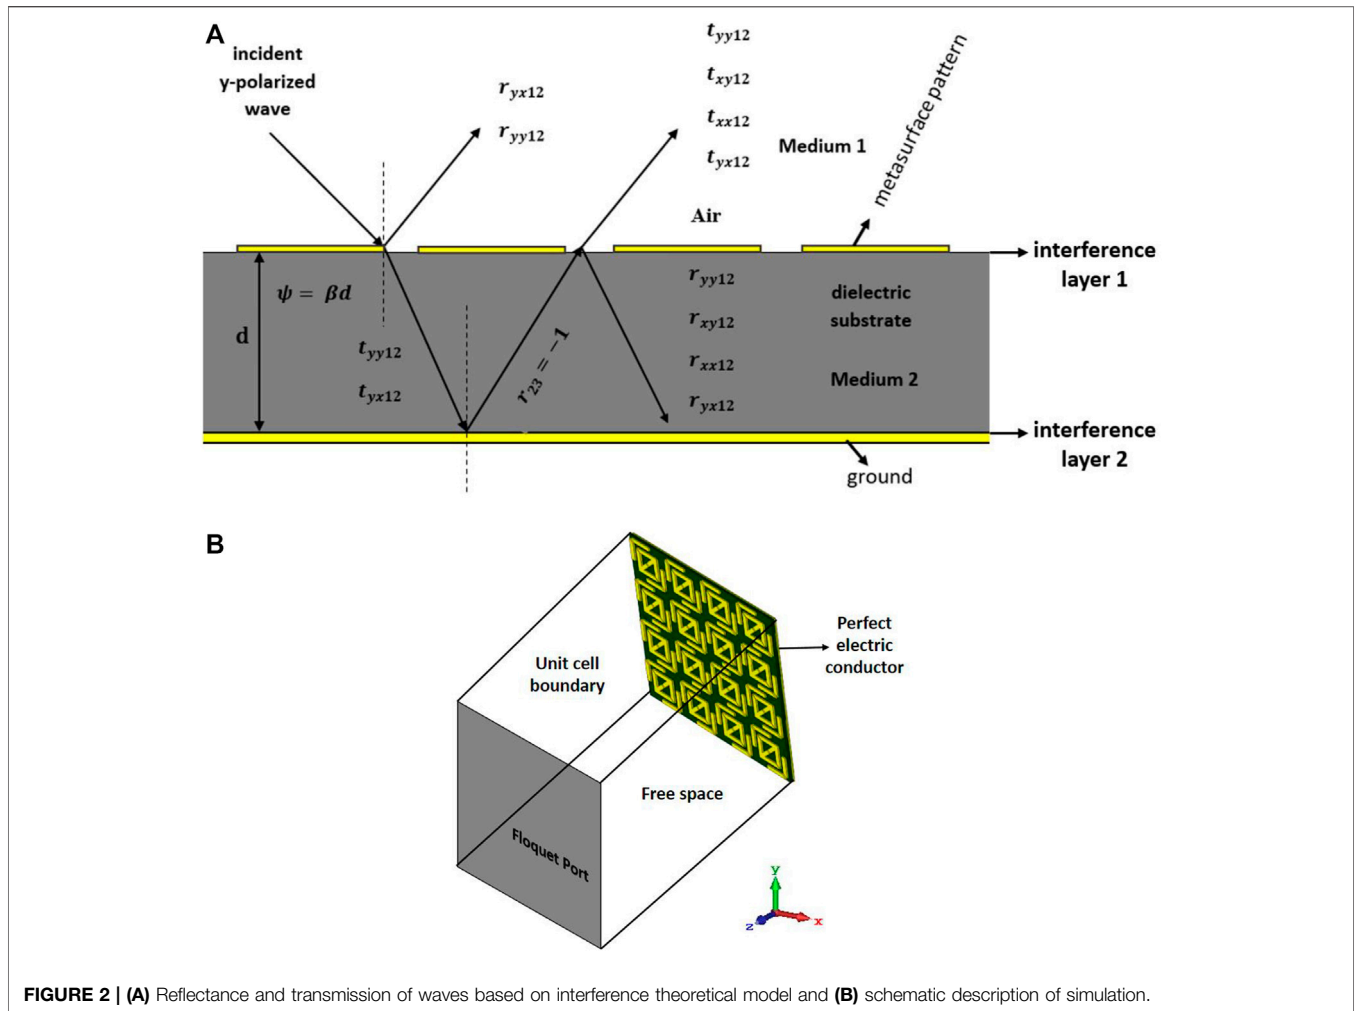 A
incident
y-polarized
wave
r_yx12
r_yy12
t_yy12
t_xy12
t_xx12
t_yx12
Medium 1
metasurface pattern
Air
interference
layer 1
ψ = βd
d
t_yy12
t_yx12
r_23 = −1
r_yy12
r_xy12
r_xx12
r_yx12
dielectric
substrate
Medium 2
interference
layer 2
ground
B
Unit cell
boundary
Perfect
electric
conductor
Free space
Floquet Port
y
x
z
FIGURE 2 | (A) Reflectance and transmission of waves based on interference theoretical model and (B) schematic description of simulation.